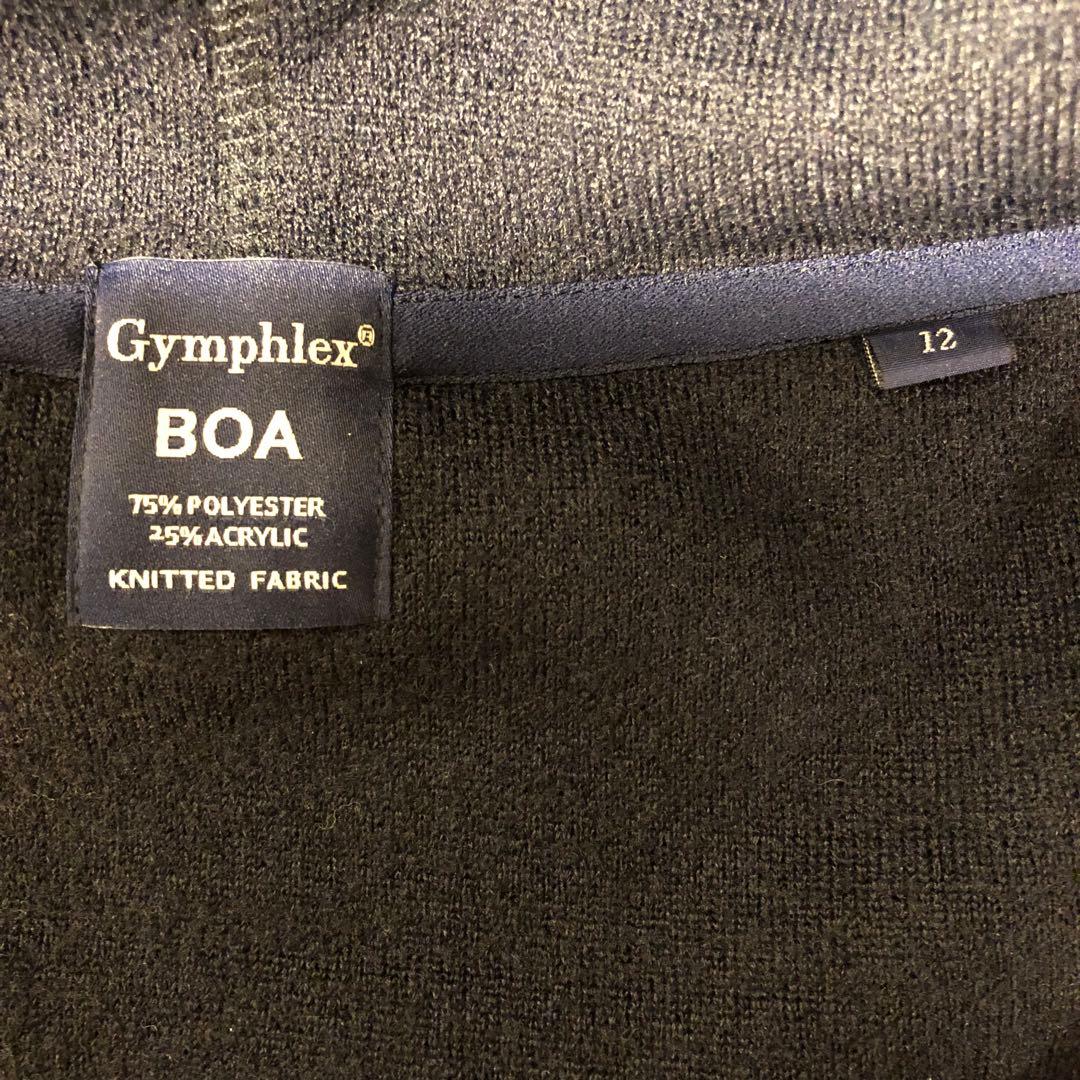 Gymphlex®
BOA
75% POLYESTER
25% ACRYLIC
KNITTED FABRIC
12